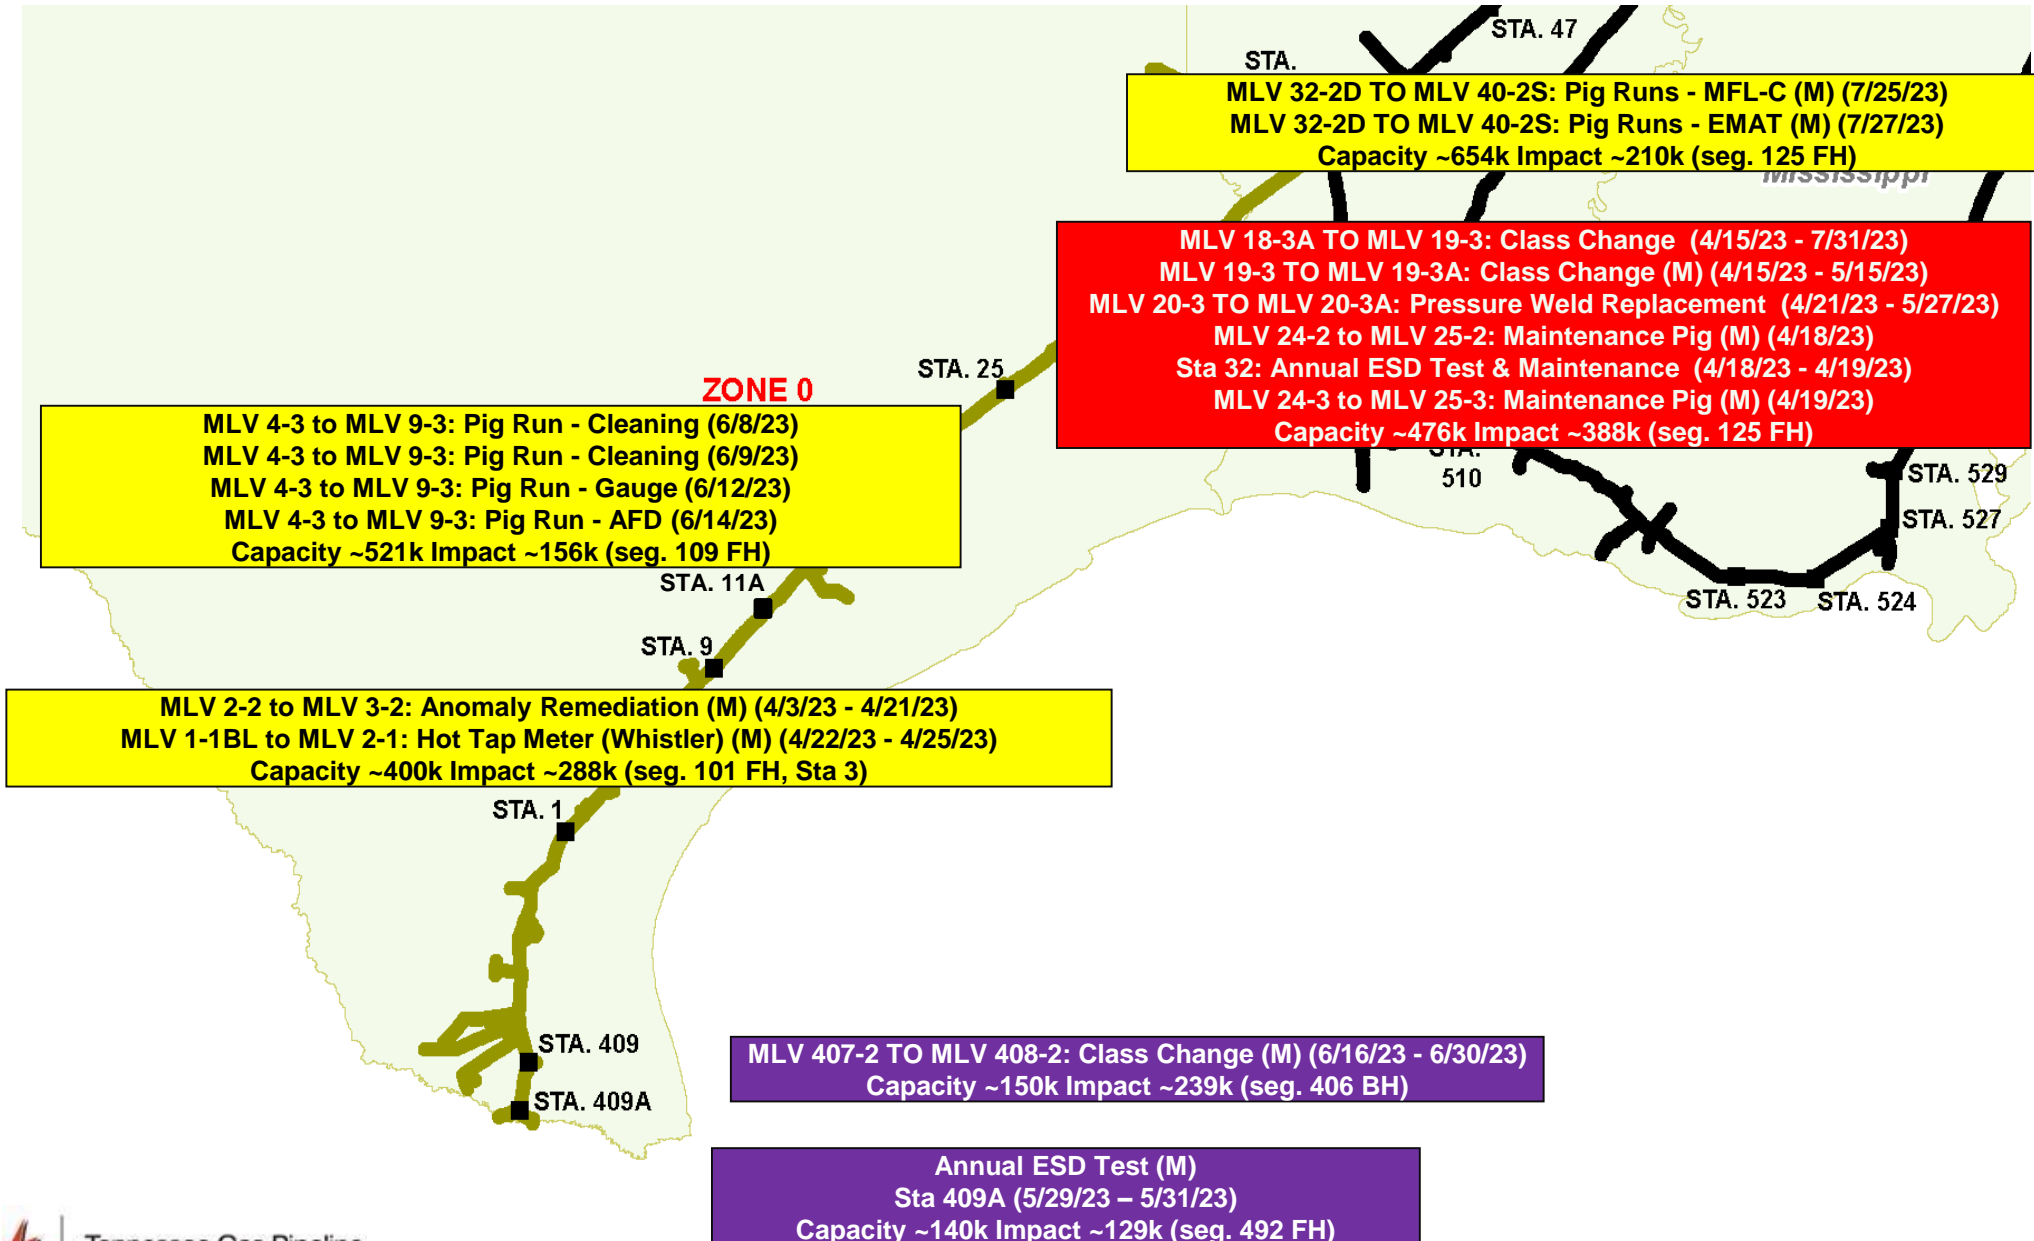 STA. 47
STA.
MLV 32-2D TO MLV 40-2S: Pig Runs - MFL-C (M) (7/25/23)
MLV 32-2D TO MLV 40-2S: Pig Runs - EMAT (M) (7/27/23)
Capacity ~654k Impact ~210k (seg. 125 FH)
Mississippi
MLV 18-3A TO MLV 19-3: Class Change (4/15/23 - 7/31/23)
MLV 19-3 TO MLV 19-3A: Class Change (M) (4/15/23 - 5/15/23)
MLV 20-3 TO MLV 20-3A: Pressure Weld Replacement (4/21/23 - 5/27/23)
MLV 24-2 to MLV 25-2: Maintenance Pig (M) (4/18/23)
Sta 32: Annual ESD Test & Maintenance (4/18/23 - 4/19/23)
MLV 24-3 to MLV 25-3: Maintenance Pig (M) (4/19/23)
Capacity ~476k Impact ~388k (seg. 125 FH)
STA. 25
ZONE 0
MLV 4-3 to MLV 9-3: Pig Run - Cleaning (6/8/23)
MLV 4-3 to MLV 9-3: Pig Run - Cleaning (6/9/23)
MLV 4-3 to MLV 9-3: Pig Run - Gauge (6/12/23)
MLV 4-3 to MLV 9-3: Pig Run - AFD (6/14/23)
Capacity ~521k Impact ~156k (seg. 109 FH)
STA.
510
STA. 529
STA. 527
STA. 523
STA. 524
STA. 11A
STA. 9
MLV 2-2 to MLV 3-2: Anomaly Remediation (M) (4/3/23 - 4/21/23)
MLV 1-1BL to MLV 2-1: Hot Tap Meter (Whistler) (M) (4/22/23 - 4/25/23)
Capacity ~400k Impact ~288k (seg. 101 FH, Sta 3)
STA. 1
STA. 409
STA. 409A
MLV 407-2 TO MLV 408-2: Class Change (M) (6/16/23 - 6/30/23)
Capacity ~150k Impact ~239k (seg. 406 BH)
Annual ESD Test (M)
Sta 409A (5/29/23 – 5/31/23)
Capacity ~140k Impact ~129k (seg. 492 FH)
Tennessee Gas Pipeline